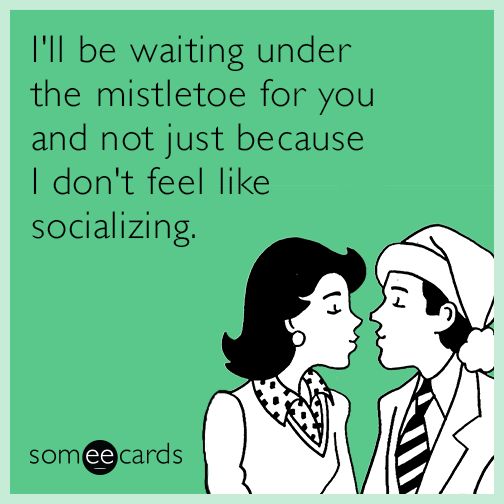 I'll be waiting under
the mistletoe for you
and not just because
I don't feel like
socializing.
someecards